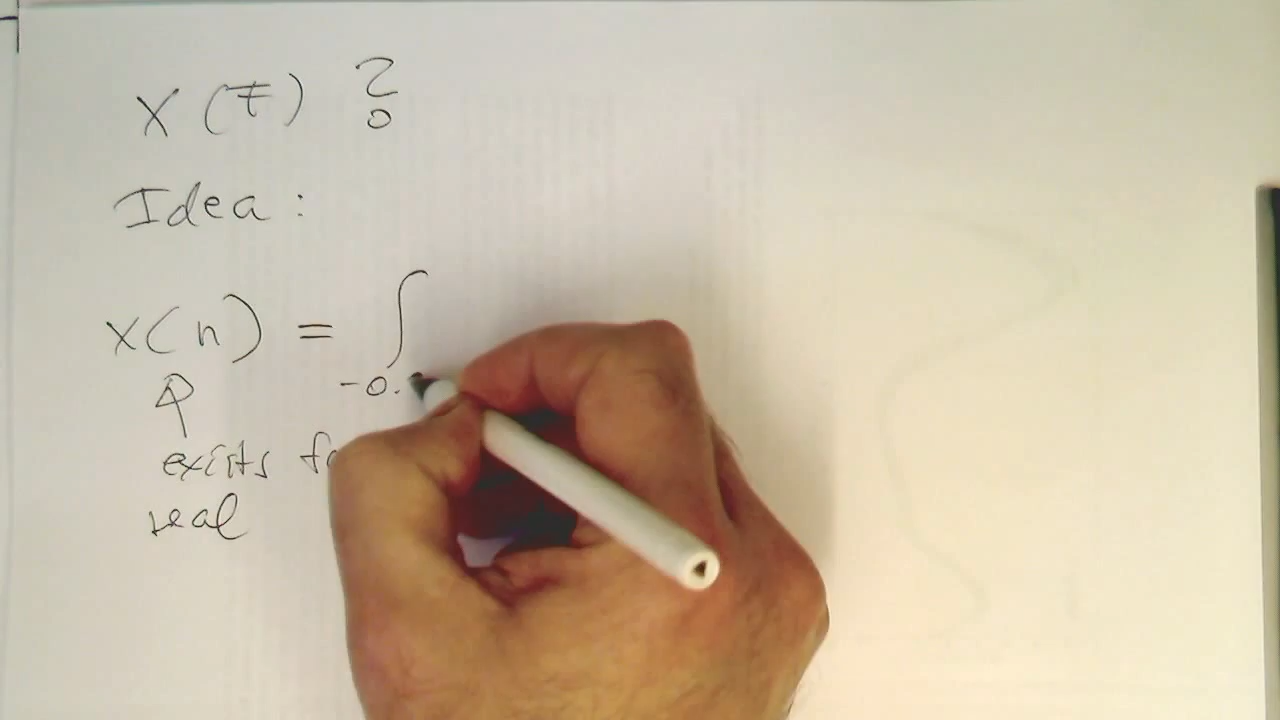 X(t) ?
Idea :
x(n) = ∫
-0.
exists
real